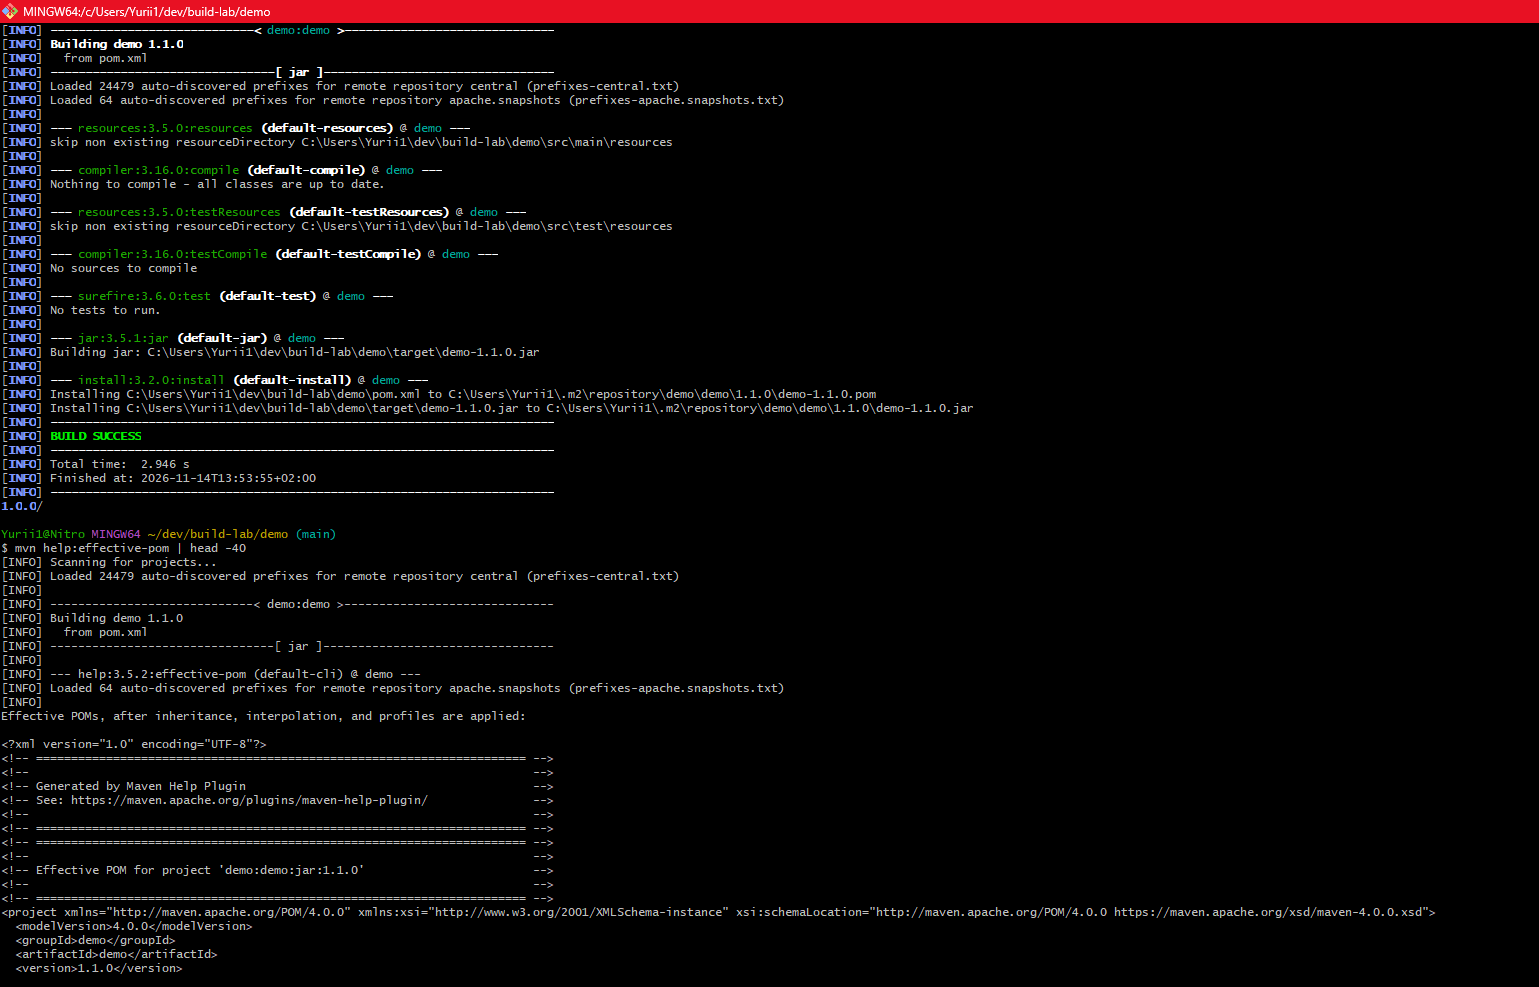 MINGW64:/c/Users/Yurii1/dev/build-lab/demo
[INFO] -----------------------------< demo:demo >------------------------------
[INFO] Building demo 1.1.0
[INFO]   from pom.xml
[INFO] --------------------------------[ jar ]---------------------------------
[INFO] Loaded 24479 auto-discovered prefixes for remote repository central (prefixes-central.txt)
[INFO] Loaded 64 auto-discovered prefixes for remote repository apache.snapshots (prefixes-apache.snapshots.txt)
[INFO]
[INFO] --- resources:3.5.0:resources (default-resources) @ demo ---
[INFO] skip non existing resourceDirectory C:\Users\Yurii1\dev\build-lab\demo\src\main\resources
[INFO]
[INFO] --- compiler:3.16.0:compile (default-compile) @ demo ---
[INFO] Nothing to compile - all classes are up to date.
[INFO]
[INFO] --- resources:3.5.0:testResources (default-testResources) @ demo ---
[INFO] skip non existing resourceDirectory C:\Users\Yurii1\dev\build-lab\demo\src\test\resources
[INFO]
[INFO] --- compiler:3.16.0:testCompile (default-testCompile) @ demo ---
[INFO] No sources to compile
[INFO]
[INFO] --- surefire:3.6.0:test (default-test) @ demo ---
[INFO] No tests to run.
[INFO]
[INFO] --- jar:3.5.1:jar (default-jar) @ demo ---
[INFO] Building jar: C:\Users\Yurii1\dev\build-lab\demo\target\demo-1.1.0.jar
[INFO]
[INFO] --- install:3.2.0:install (default-install) @ demo ---
[INFO] Installing C:\Users\Yurii1\dev\build-lab\demo\pom.xml to C:\Users\Yurii1\.m2\repository\demo\demo\1.1.0\demo-1.1.0.pom
[INFO] Installing C:\Users\Yurii1\dev\build-lab\demo\target\demo-1.1.0.jar to C:\Users\Yurii1\.m2\repository\demo\demo\1.1.0\demo-1.1.0.jar
[INFO] ------------------------------------------------------------------------
[INFO] BUILD SUCCESS
[INFO] ------------------------------------------------------------------------
[INFO] Total time:  2.946 s
[INFO] Finished at: 2026-11-14T13:53:55+02:00
[INFO] ------------------------------------------------------------------------
1.0.0/
Yurii1@Nitro MINGW64 ~/dev/build-lab/demo (main)
$ mvn help:effective-pom | head -40
[INFO] Scanning for projects...
[INFO] Loaded 24479 auto-discovered prefixes for remote repository central (prefixes-central.txt)
[INFO]
[INFO] -----------------------------< demo:demo >------------------------------
[INFO] Building demo 1.1.0
[INFO]   from pom.xml
[INFO] --------------------------------[ jar ]---------------------------------
[INFO]
[INFO] --- help:3.5.2:effective-pom (default-cli) @ demo ---
[INFO] Loaded 64 auto-discovered prefixes for remote repository apache.snapshots (prefixes-apache.snapshots.txt)
[INFO]
Effective POMs, after inheritance, interpolation, and profiles are applied:
<?xml version="1.0" encoding="UTF-8"?>
<!-- ====================================================================== -->
<!--                                                                        -->
<!-- Generated by Maven Help Plugin                                         -->
<!-- See: https://maven.apache.org/plugins/maven-help-plugin/               -->
<!--                                                                        -->
<!-- ====================================================================== -->
<!-- ====================================================================== -->
<!--                                                                        -->
<!-- Effective POM for project 'demo:demo:jar:1.1.0'                        -->
<!--                                                                        -->
<!-- ====================================================================== -->
<project xmlns="http://maven.apache.org/POM/4.0.0" xmlns:xsi="http://www.w3.org/2001/XMLSchema-instance" xsi:schemaLocation="http://maven.apache.org/POM/4.0.0 https://maven.apache.org/xsd/maven-4.0.0.xsd">
  <modelVersion>4.0.0</modelVersion>
  <groupId>demo</groupId>
  <artifactId>demo</artifactId>
  <version>1.1.0</version>